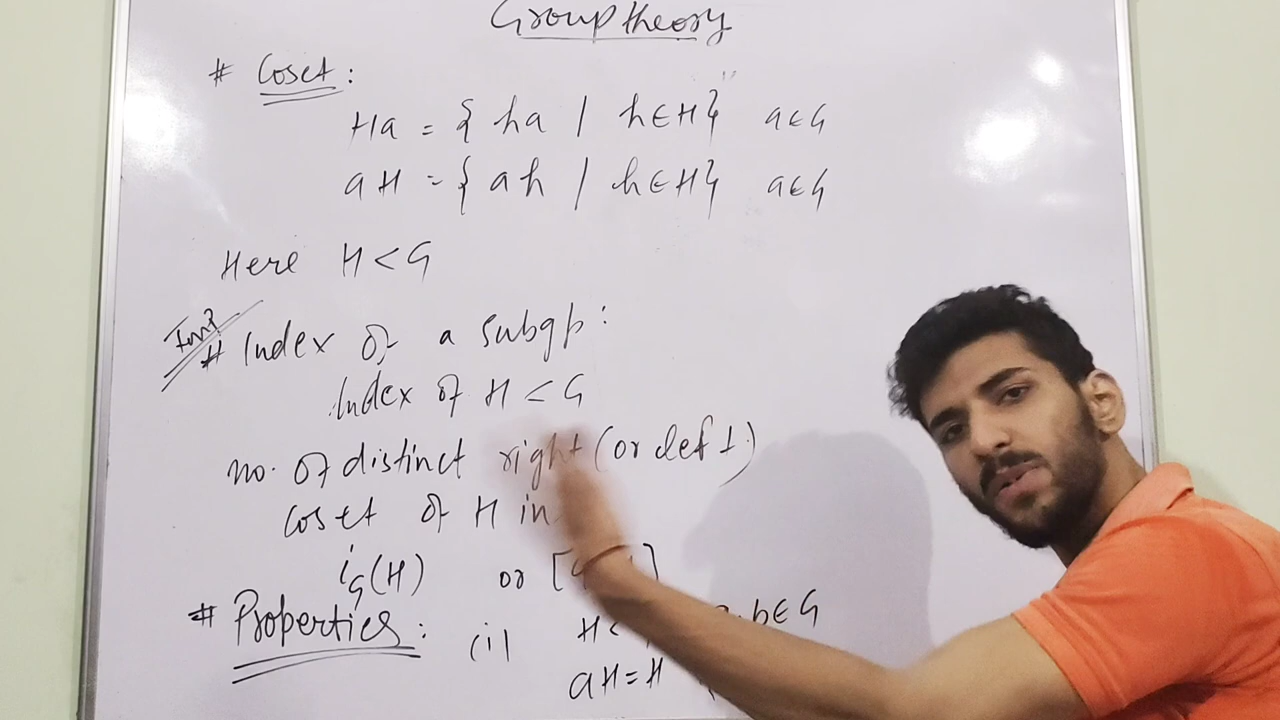 Group theory
# Coset :
Ha = { ha / h∈H} a∈G
aH = { ah / h∈H} a∈G
Here H < G
Imp
# Index of a subgp :
Index of H < G
no. of distinct right (or left)
coset of H in
i_G(H) or [
# Properties : (i) H < b∈G
aH = H